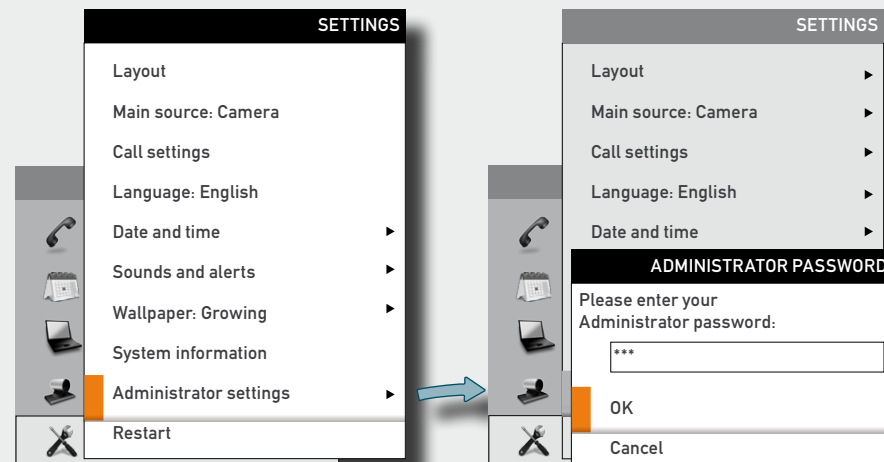 SETTINGS
Layout
Main source: Camera
Call settings
Language: English
Date and time
Sounds and alerts
Wallpaper: Growing
System information
Administrator settings
Restart
SETTINGS
Layout
Main source: Camera
Call settings
Language: English
Date and time
ADMINISTRATOR PASSWORD
Please enter your
Administrator password:
***
OK
Cancel